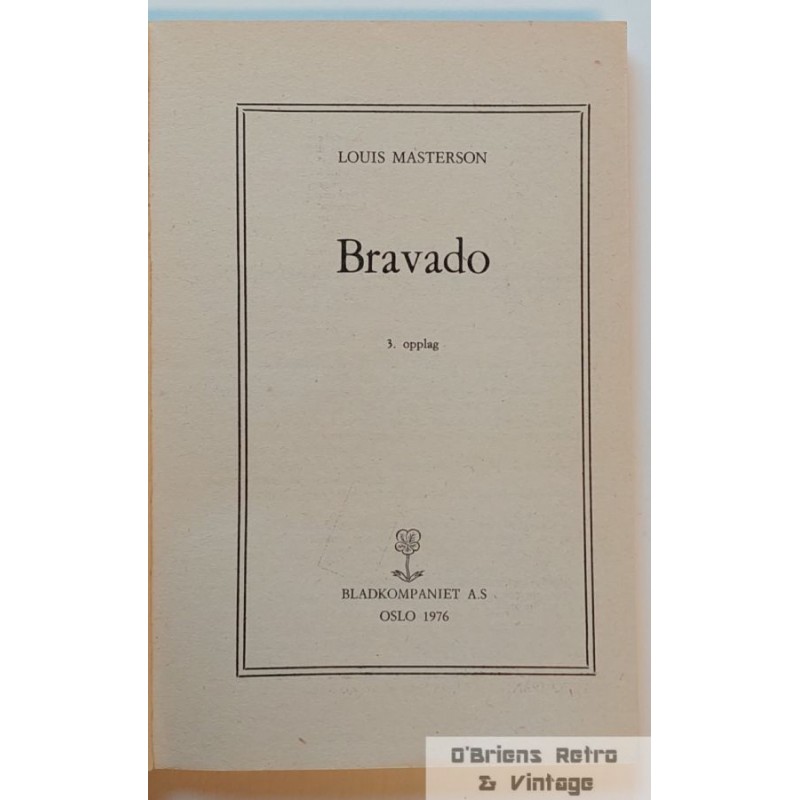 LOUIS MASTERSON
Bravado
3. opplag
BLADKOMPANIET A.S
OSLO 1976
O'Briens Retro
& Vintage